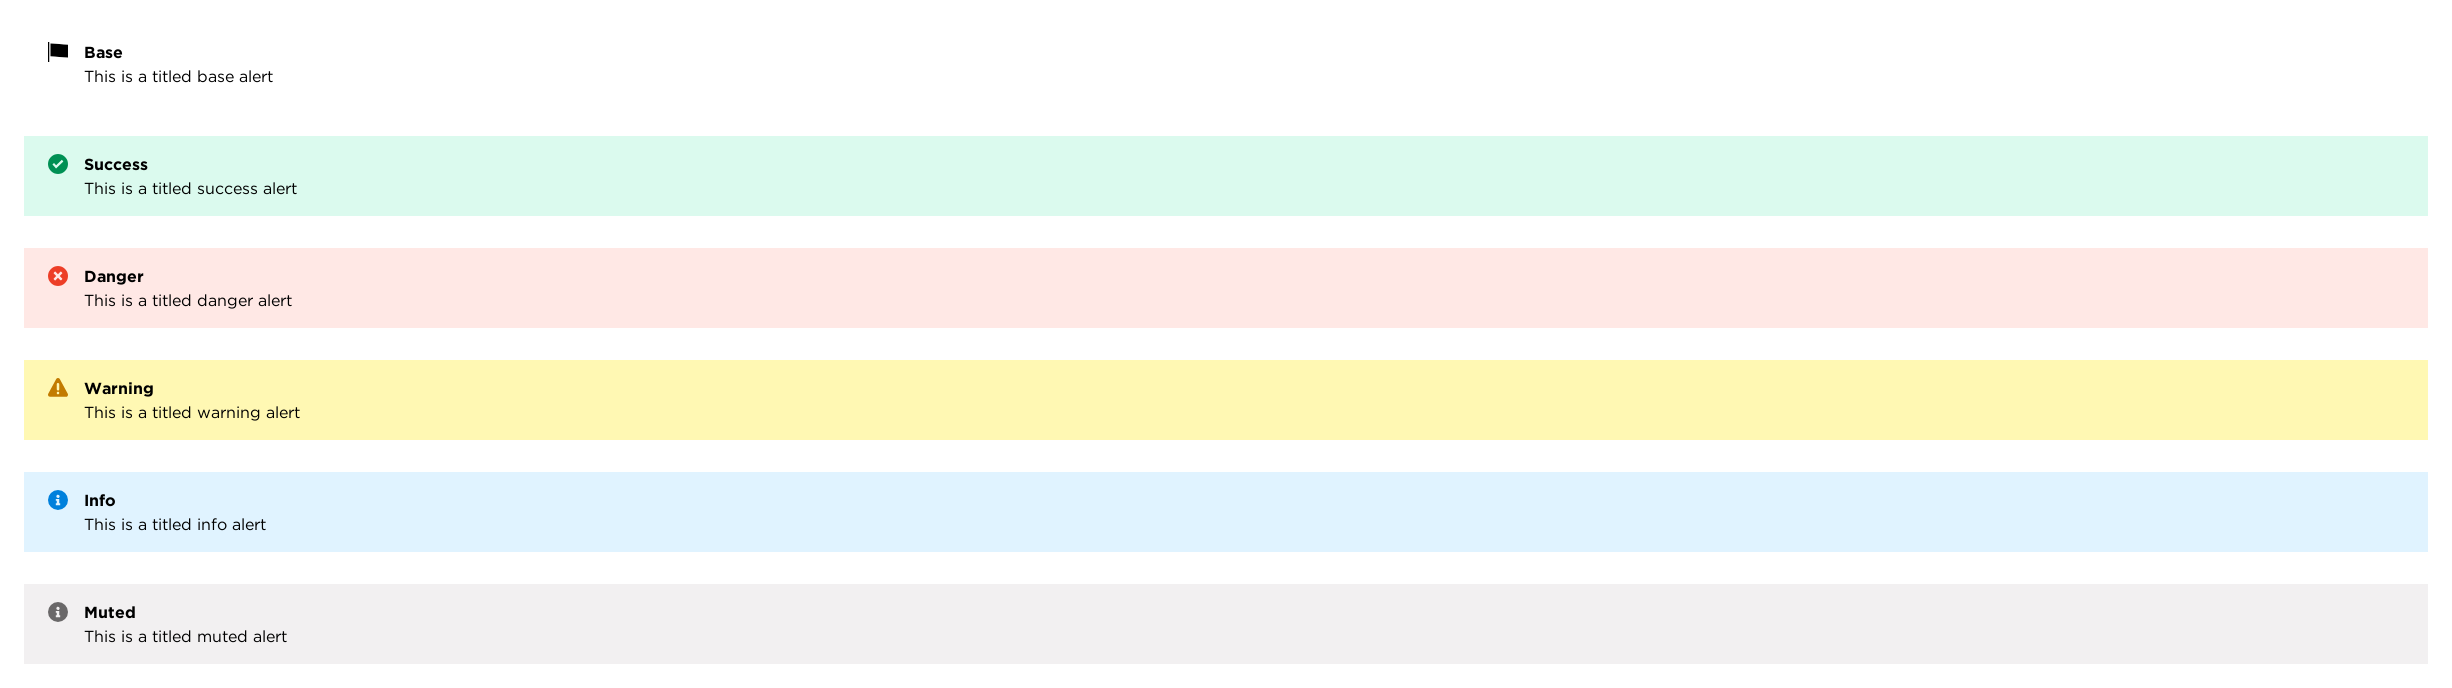 Base
This is a titled base alert
Success
This is a titled success alert
Danger
This is a titled danger alert
Warning
This is a titled warning alert
Info
This is a titled info alert
Muted
This is a titled muted alert